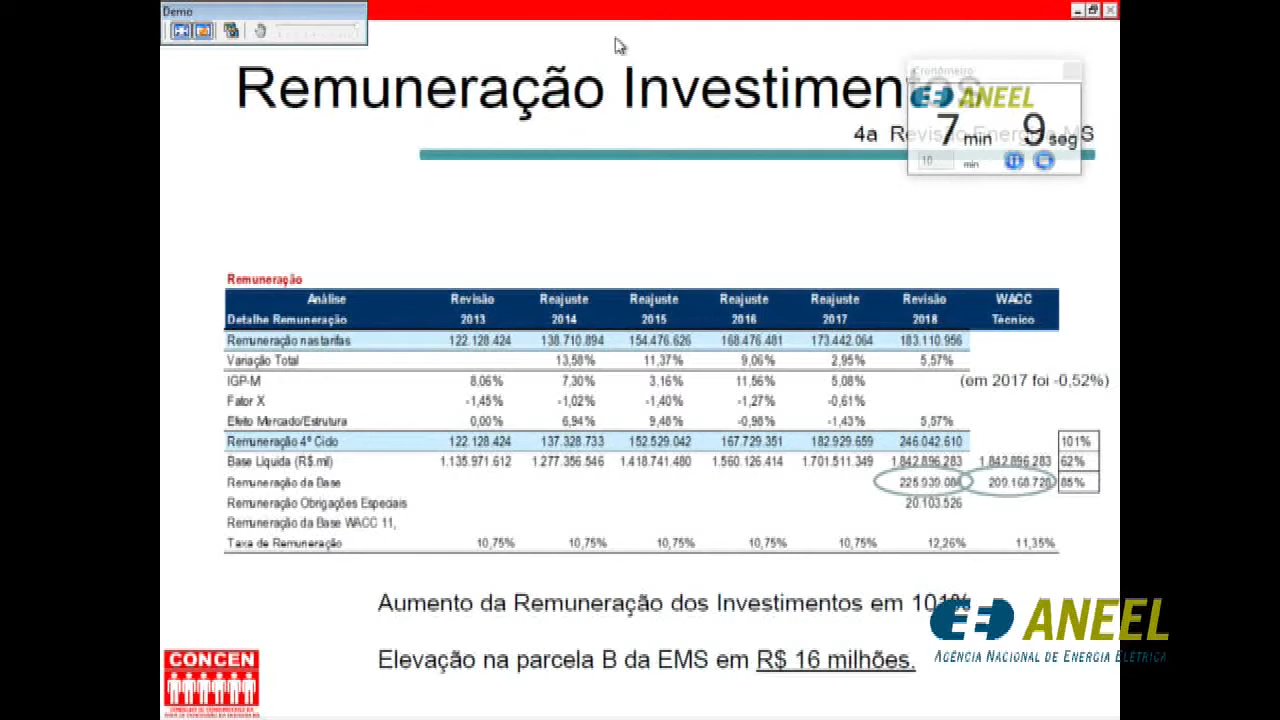 Demo
Remuneração Investimentos
Cronômetro
ANEEL
4a Revisão Energisa MS
7 min 9 seg
10 min
Remuneração
Análise Revisão Reajuste Reajuste Reajuste Reajuste Revisão WACC
Detalhe Remuneração 2013 2014 2015 2016 2017 2018 Técnico
Remuneração nas tarifas 122.128.424 138.710.894 154.476.626 168.476.481 173.442.064 183.110.956
Variação Total 13,58% 11,37% 9,06% 2,95% 5,57%
IGP-M 8,06% 7,30% 3,16% 11,56% 5,08% (em 2017 foi -0,52%)
Fator X -1,45% -1,02% -1,40% -1,27% -0,61%
Efeito Mercado/Estrutura 0,00% 6,94% 9,48% -0,98% -1,43% 5,57%
Remuneração 4º Ciclo 122.128.424 137.328.733 152.529.042 167.729.351 182.929.659 246.042.610 101%
Base Líquida (R$.mil) 1.135.971.612 1.277.356.546 1.418.741.480 1.560.126.414 1.701.511.349 1.842.896.283 1.842.896.283 62%
Remuneração da Base 209.168.728 85%
Remuneração Obrigações Especiais 20.103.526
Remuneração da Base WACC 11,
Taxa de Remuneração 10,75% 10,75% 10,75% 10,75% 10,75% 12,26% 11,35%
Aumento da Remuneração dos Investimentos em 101%
Elevação na parcela B da EMS em R$ 16 milhões.
ANEEL
AGÊNCIA NACIONAL DE ENERGIA ELÉTRICA
CONCEN